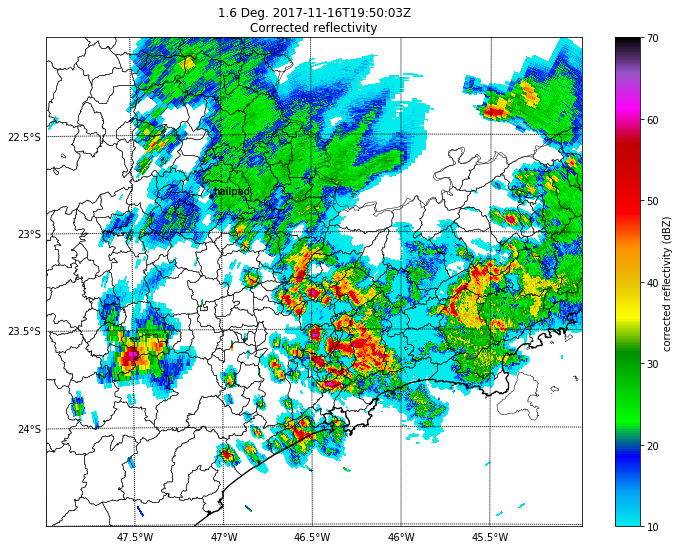 1.6 Deg. 2017-11-16T19:50:03Z
Corrected reflectivity
70
60
50
40
30
20
10
corrected reflectivity (dBZ)
22.5°S
23°S
23.5°S
24°S
hailpad
47.5°W
47°W
46.5°W
46°W
45.5°W